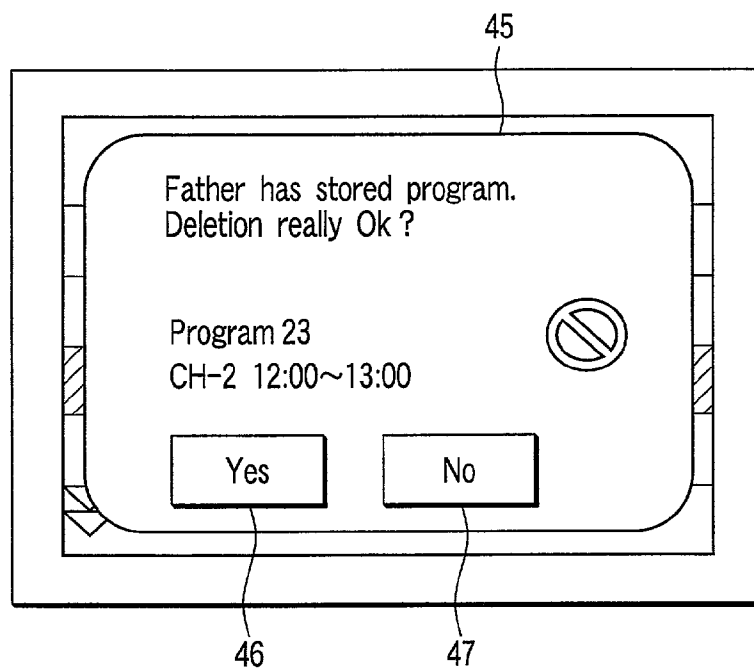 45
Father has stored program.
Deletion really Ok ?
Program 23
CH-2 12:00~13:00
Yes
No
46
47